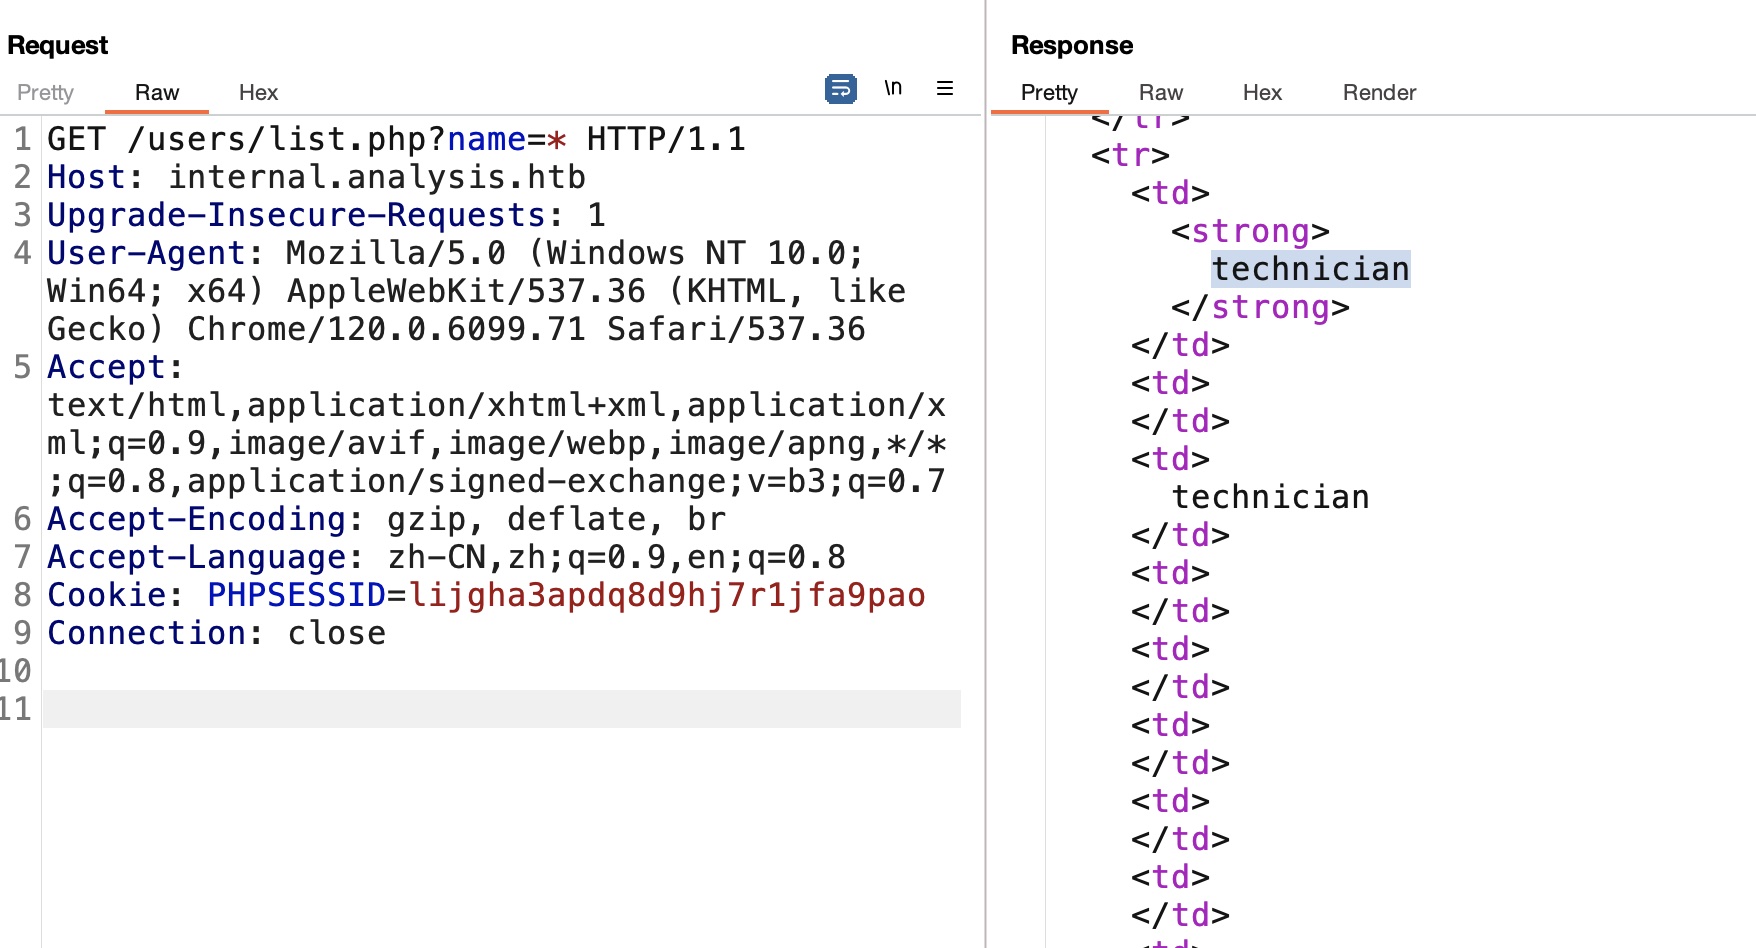 Request
Pretty Raw Hex \n
1 GET /users/list.php?name=* HTTP/1.1
2 Host: internal.analysis.htb
3 Upgrade-Insecure-Requests: 1
4 User-Agent: Mozilla/5.0 (Windows NT 10.0;
Win64; x64) AppleWebKit/537.36 (KHTML, like
Gecko) Chrome/120.0.6099.71 Safari/537.36
5 Accept:
text/html,application/xhtml+xml,application/x
ml;q=0.9,image/avif,image/webp,image/apng,*/*
;q=0.8,application/signed-exchange;v=b3;q=0.7
6 Accept-Encoding: gzip, deflate, br
7 Accept-Language: zh-CN,zh;q=0.9,en;q=0.8
8 Cookie: PHPSESSID=lijgha3apdq8d9hj7r1jfa9pao
9 Connection: close
10
11
Response
Pretty Raw Hex Render
</tr>
<tr>
<td>
<strong>
technician
</strong>
</td>
<td>
</td>
<td>
technician
</td>
<td>
</td>
<td>
</td>
<td>
</td>
<td>
</td>
<td>
</td>
<td>